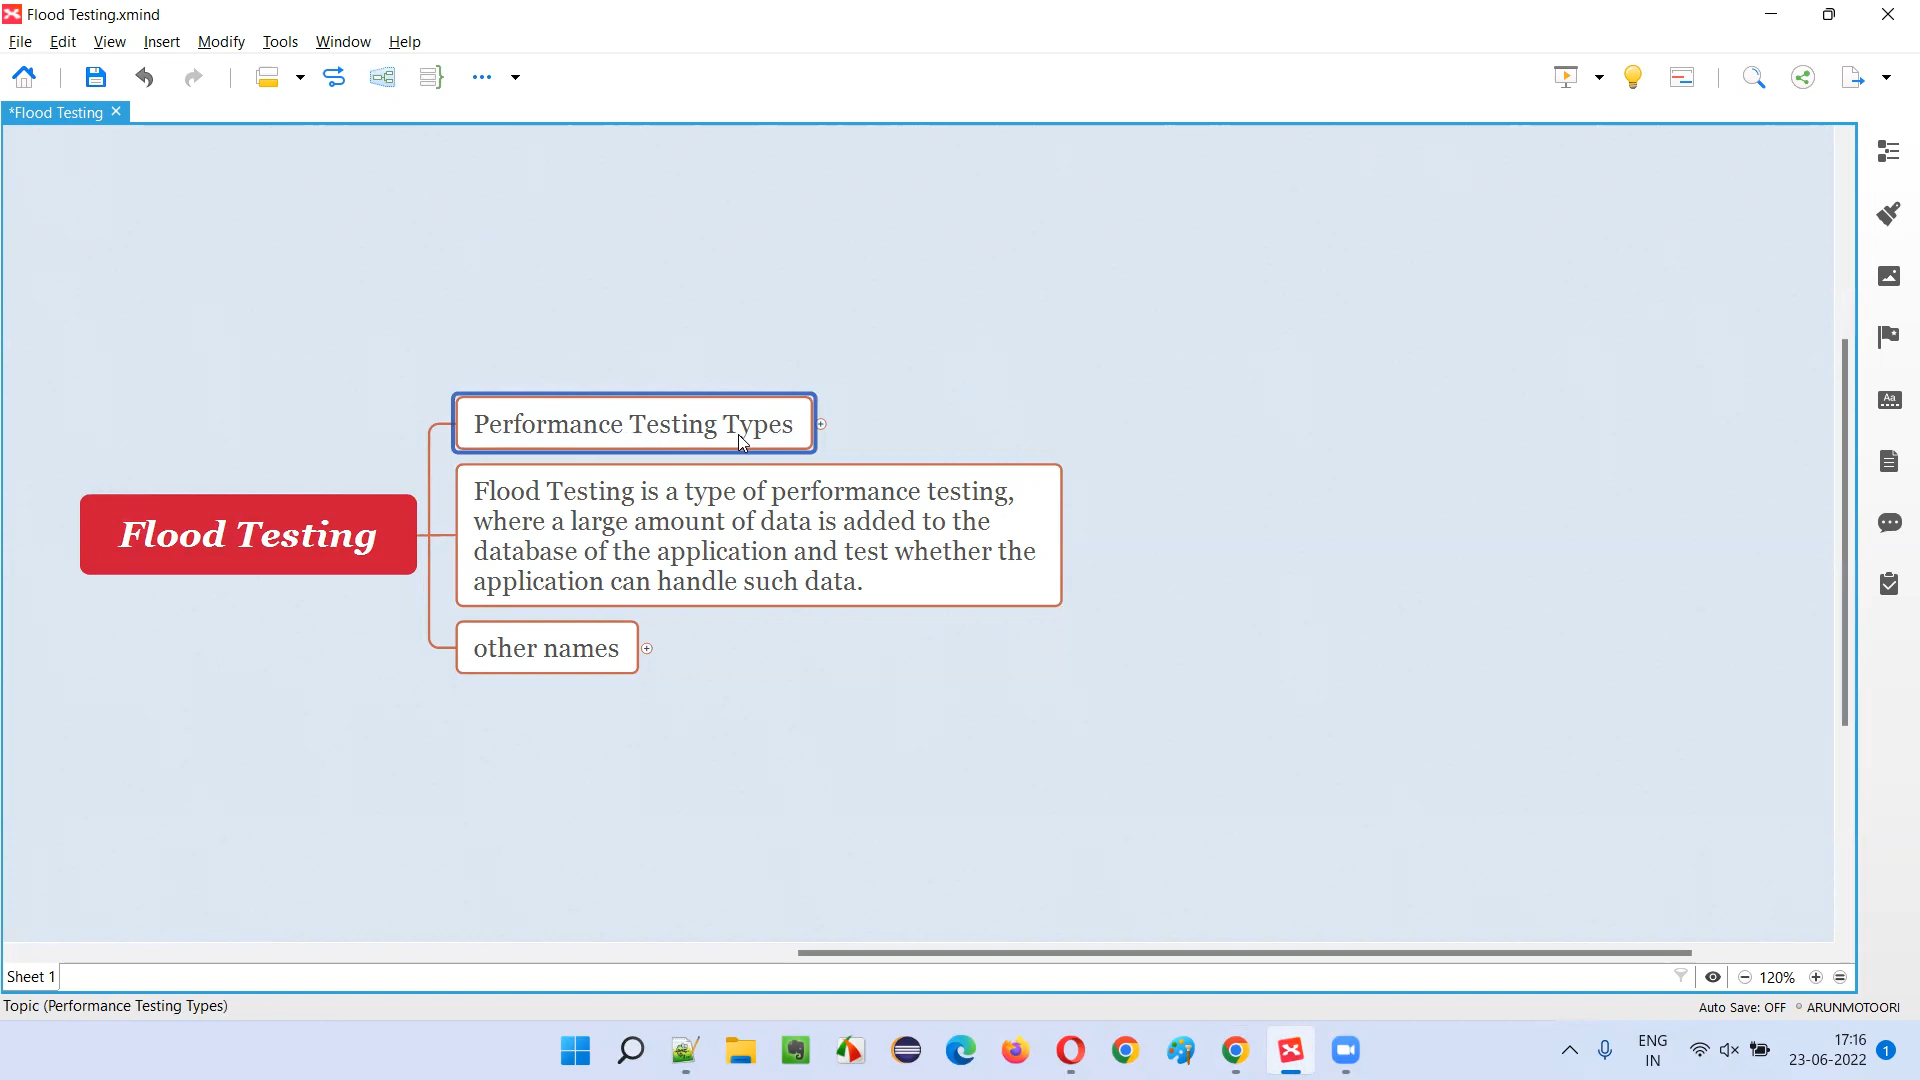 Flood Testing.xmind
File Edit View Insert Modify Tools Window Help
*Flood Testing
Performance Testing Types
Flood Testing is a type of performance testing,
where a large amount of data is added to the
database of the application and test whether the
application can handle such data.
Flood Testing
other names
Aa
Sheet 1
120%
Topic (Performance Testing Types)
Auto Save: OFF ARUNMOTOORI
ENG
IN
17:16
23-06-2022
1